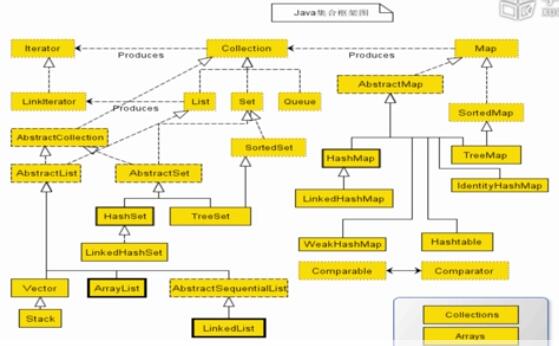 Java集合框架图
Iterator
Collection
Map
Produces
Produces
LinkIterator
Produces
List
Set
Queue
AbstractMap
AbstractCollection
SortedMap
AbstractList
AbstractSet
SortedSet
HashMap
TreeMap
IdentityHashMap
LinkedHashMap
HashSet
TreeSet
LinkedHashSet
WeakHashMap
Hashtable
Comparable
Comparator
Vector
ArrayList
AbstractSequentialList
Stack
LinkedList
Collections
Arrays